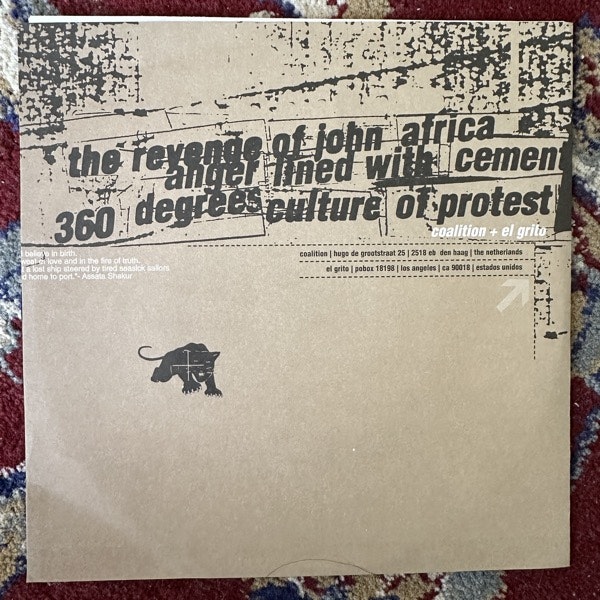 the revenge of john africa
anger lined with cement
360 degrees culture of protest
coalition + el grito
believe in birth.
love and in the fire of truth.
a lost ship steered by tired seasick sailors
home to port."- Assata Shakur
coalition | hugo de grootstraat 25 | 2518 eb den haag | the netherlands
el grito | pobox 18198 | los angeles | ca 90018 | estados unidos